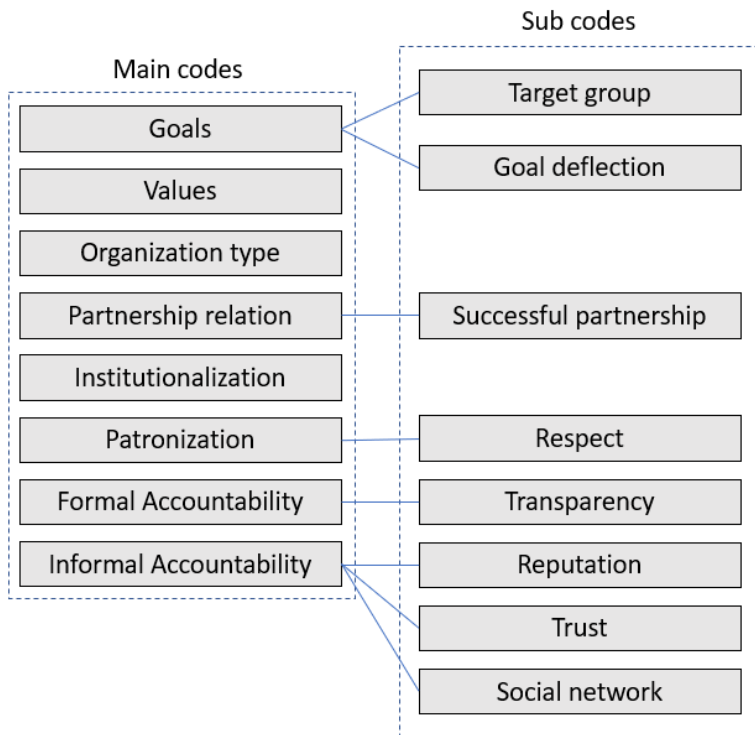 Sub codes
Main codes
Target group
Goals
Goal deflection
Values
Organization type
Partnership relation
Successful partnership
Institutionalization
Patronization
Respect
Formal Accountability
Transparency
Informal Accountability
Reputation
Trust
Social network